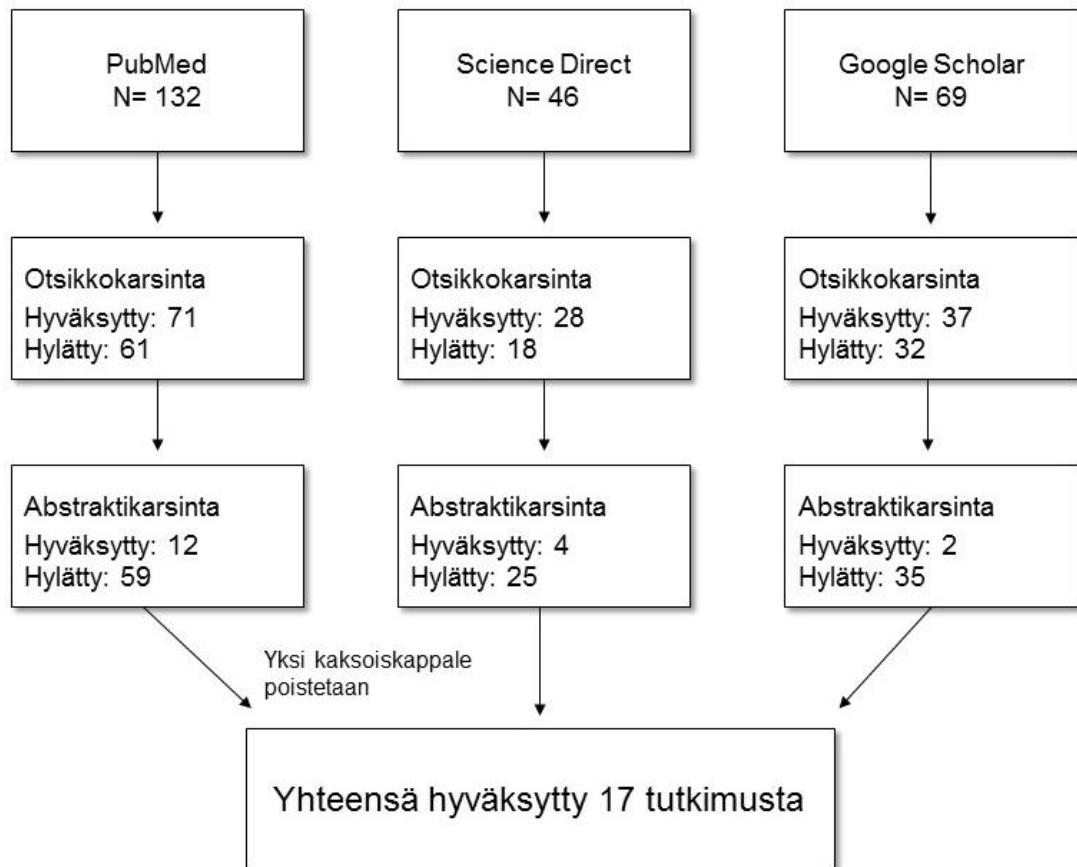 PubMed
N= 132
Science Direct
N= 46
Google Scholar
N= 69
Otsikkokarsinta
Hyväksytty: 71
Hylätty: 61
Otsikkokarsinta
Hyväksytty: 28
Hylätty: 18
Otsikkokarsinta
Hyväksytty: 37
Hylätty: 32
Abstraktikarsinta
Hyväksytty: 12
Hylätty: 59
Abstraktikarsinta
Hyväksytty: 4
Hylätty: 25
Abstraktikarsinta
Hyväksytty: 2
Hylätty: 35
Yksi kaksoiskappale
poistetaan
Yhteensä hyväksytty 17 tutkimusta